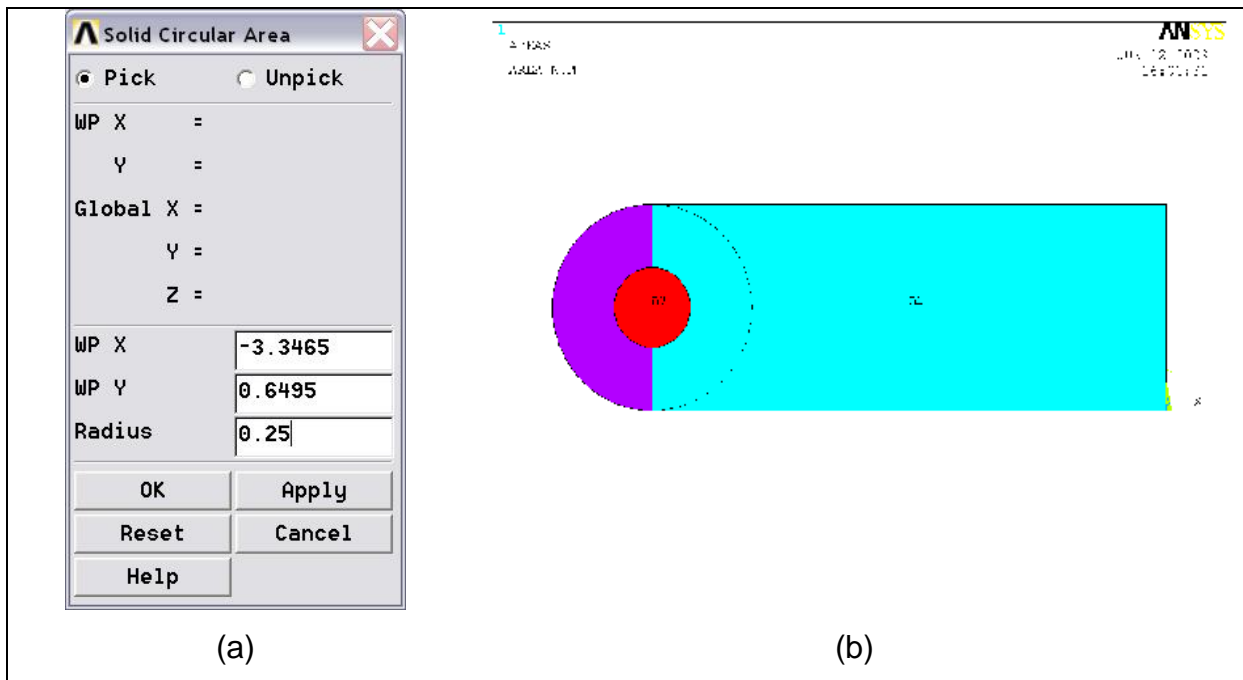 Solid Circular Area
Pick Unpick
WP X =
Y =
Global X =
Y =
Z =
WP X -3.3465
WP Y 0.6495
Radius 0.25
OK Apply
Reset Cancel
Help
(a)
1
ANSYS
X
(b)